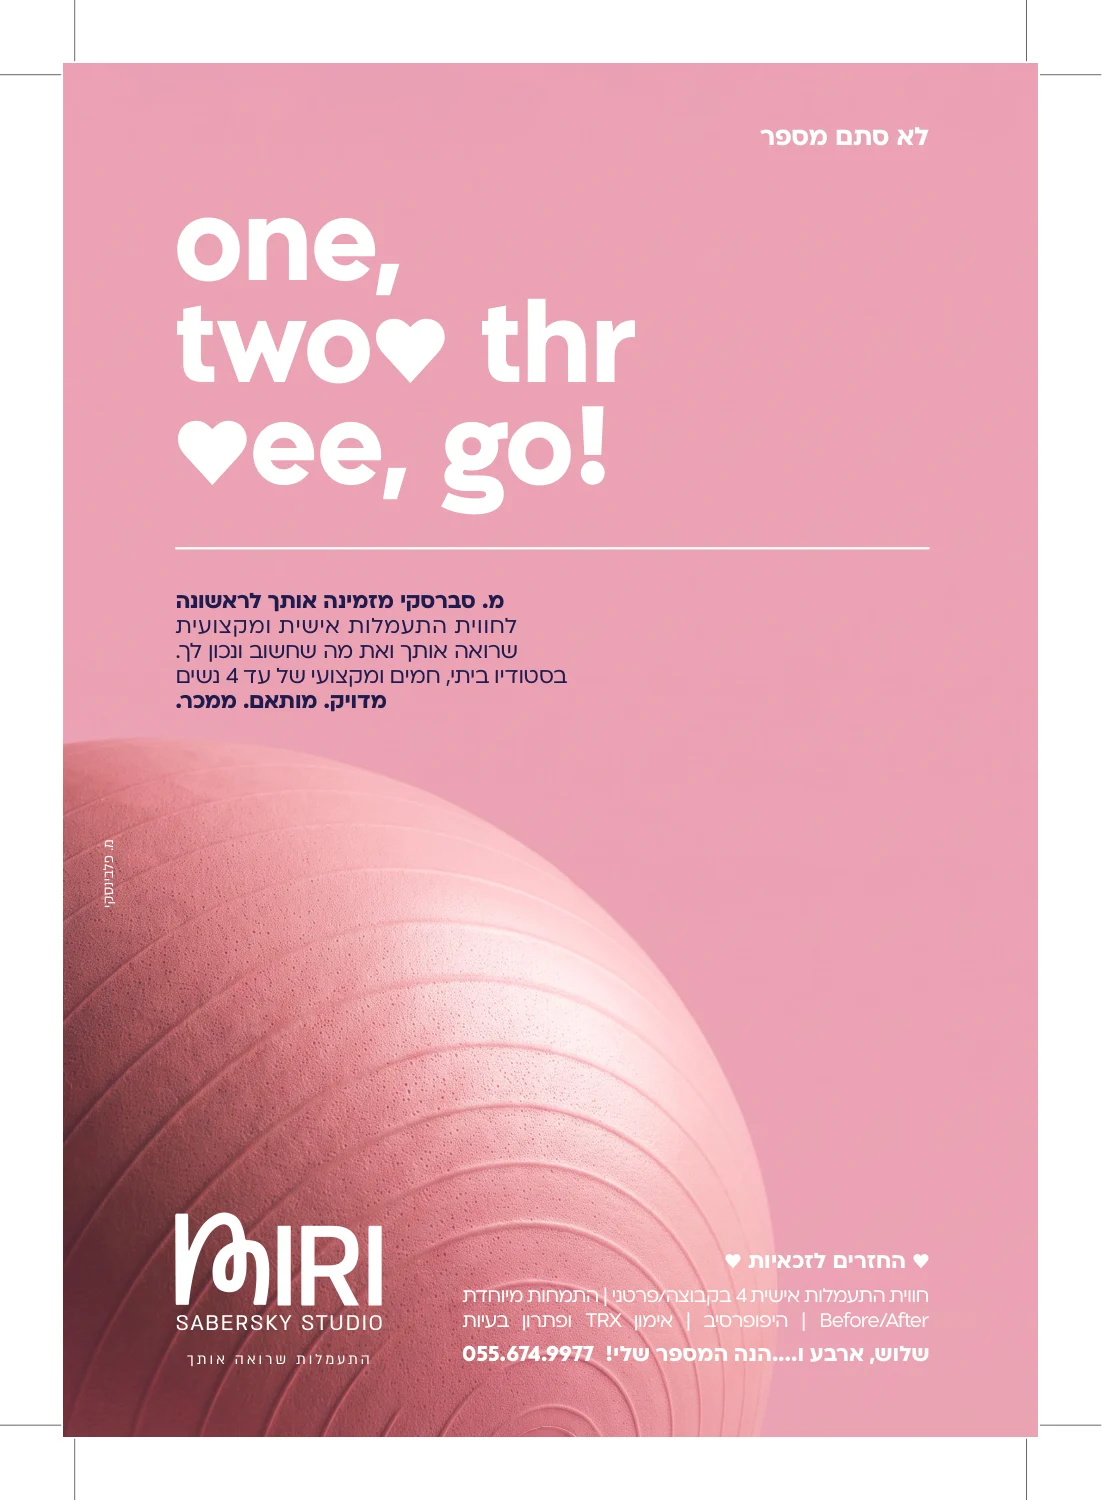 לא סתם מספר
one,
two♥ thr
♥ee, go!
מ. סברסקי מזמינה אותך לראשונה
לחווית התעמלות אישית ומקצועית
שרואה אותך ואת מה שחשוב ונכון לך.
בסטודיו ביתי, חמים ומקצועי של עד 4 נשים
מדויק. מותאם. ממכר.
מ. פלבינסקי
MIRI
SABERSKY STUDIO
התעמלות שרואה אותך
♥ החזרים לזכאיות ♥
חווית התעמלות אישית 4 בקבוצה/פרטני | התמחות מיוחדת
Before/After | היפופרסיב | אימון TRX ופתרון בעיות
שלוש, ארבע ו....הנה המספר שלי! 055.674.9977